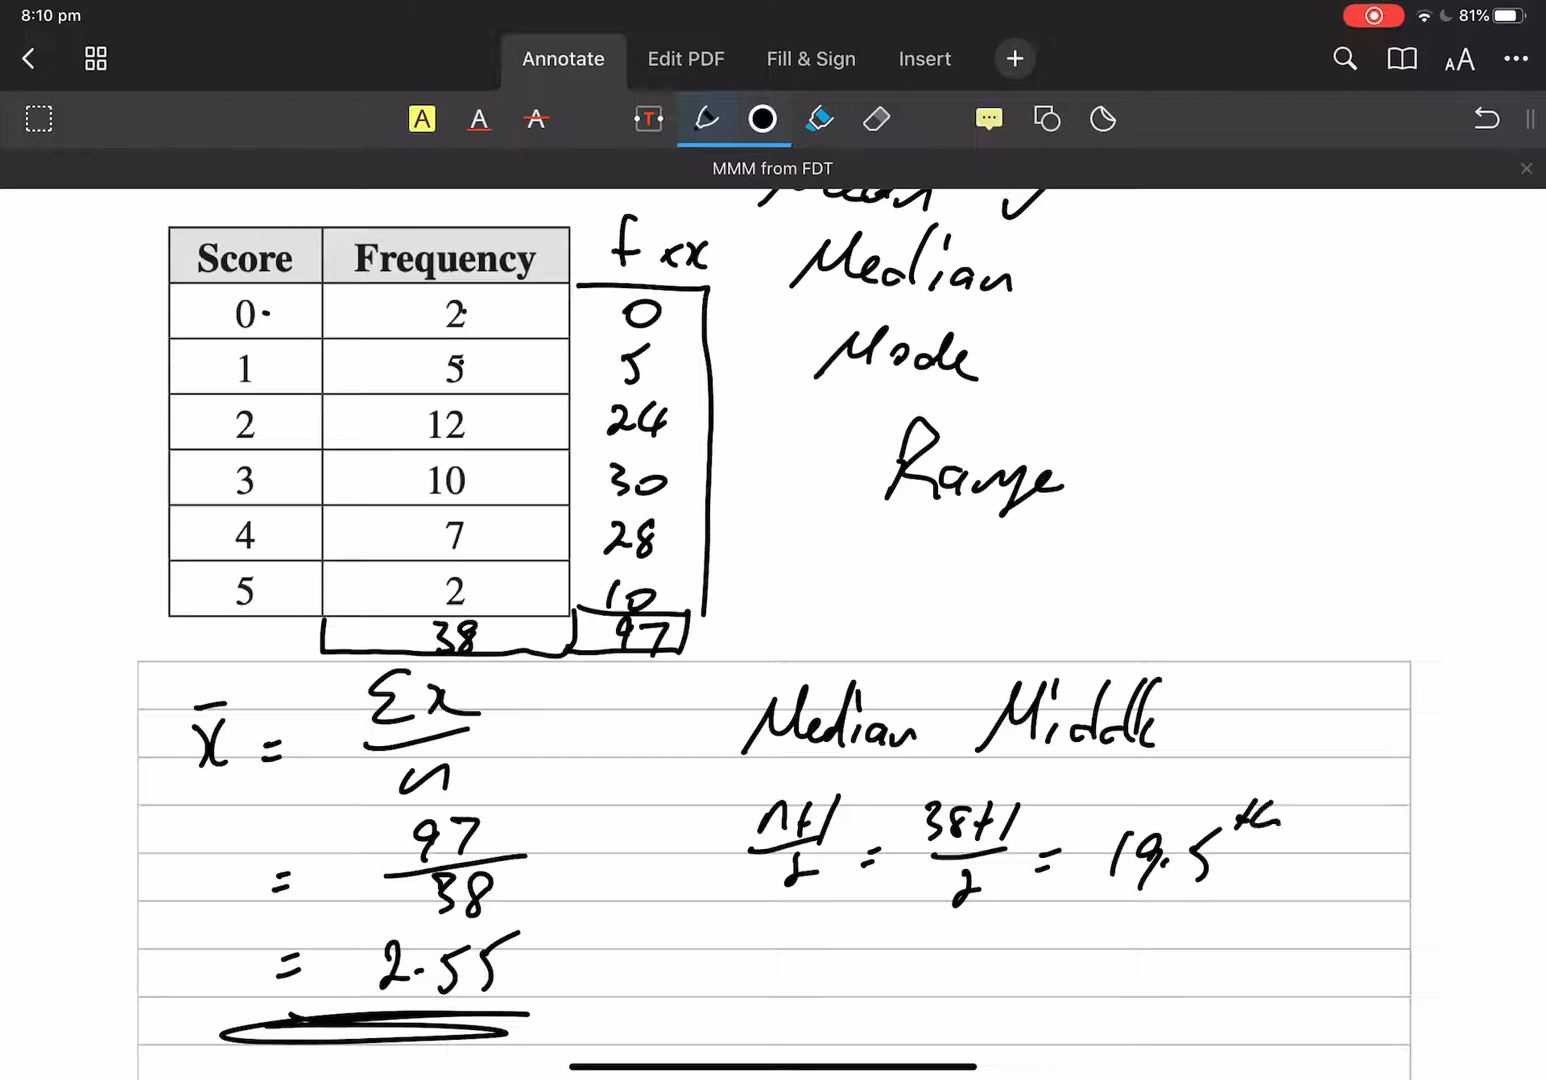 8:10 pm
81%
Annotate Edit PDF Fill & Sign Insert +
A A A T AA
MMM from FDT
Score Frequency f xx
0 2 0
1 5 5
2 12 24
3 10 30
4 7 28
5 2 10
38 97
Median
Mode
Range
x̄ = Σx/n
= 97/38
= 2.55
Median Middle
n+1/2 = 38+1/2 = 19.5th